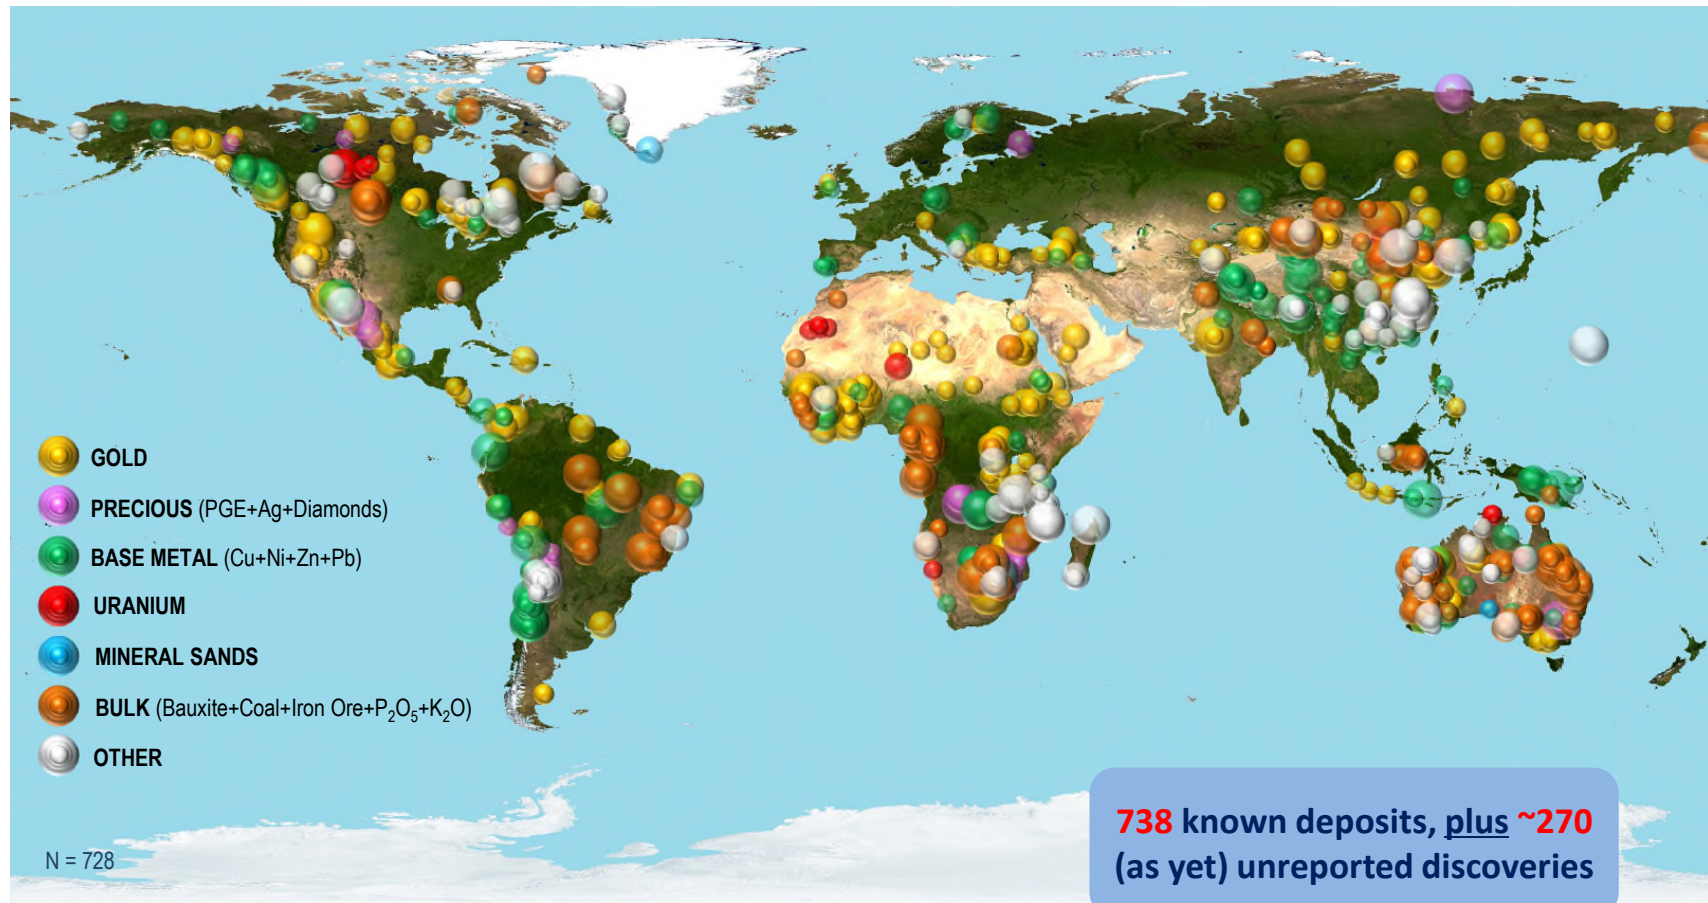 GOLD
PRECIOUS (PGE+Ag+Diamonds)
BASE METAL (Cu+Ni+Zn+Pb)
URANIUM
MINERAL SANDS
BULK (Bauxite+Coal+Iron Ore+P₂O₅+K₂O)
OTHER
N = 728
738 known deposits, plus ~270
(as yet) unreported discoveries